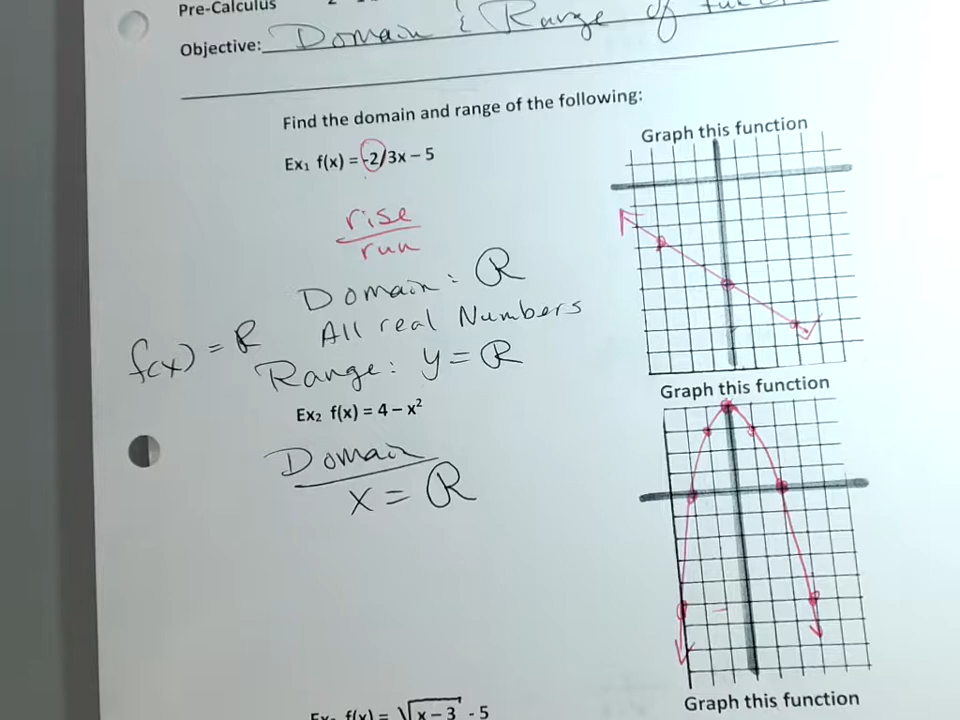 Pre-Calculus
Objective: Domain & Range of
Find the domain and range of the following:
Graph this function
Ex₁ f(x) = -2/3x – 5
rise
run
Domain: ℝ
All real Numbers
f(x) = ℝ
Range: y = ℝ
Graph this function
Ex₂ f(x) = 4 – x²
Domain
x = ℝ
Graph this function
f(x) = √x – 3 - 5